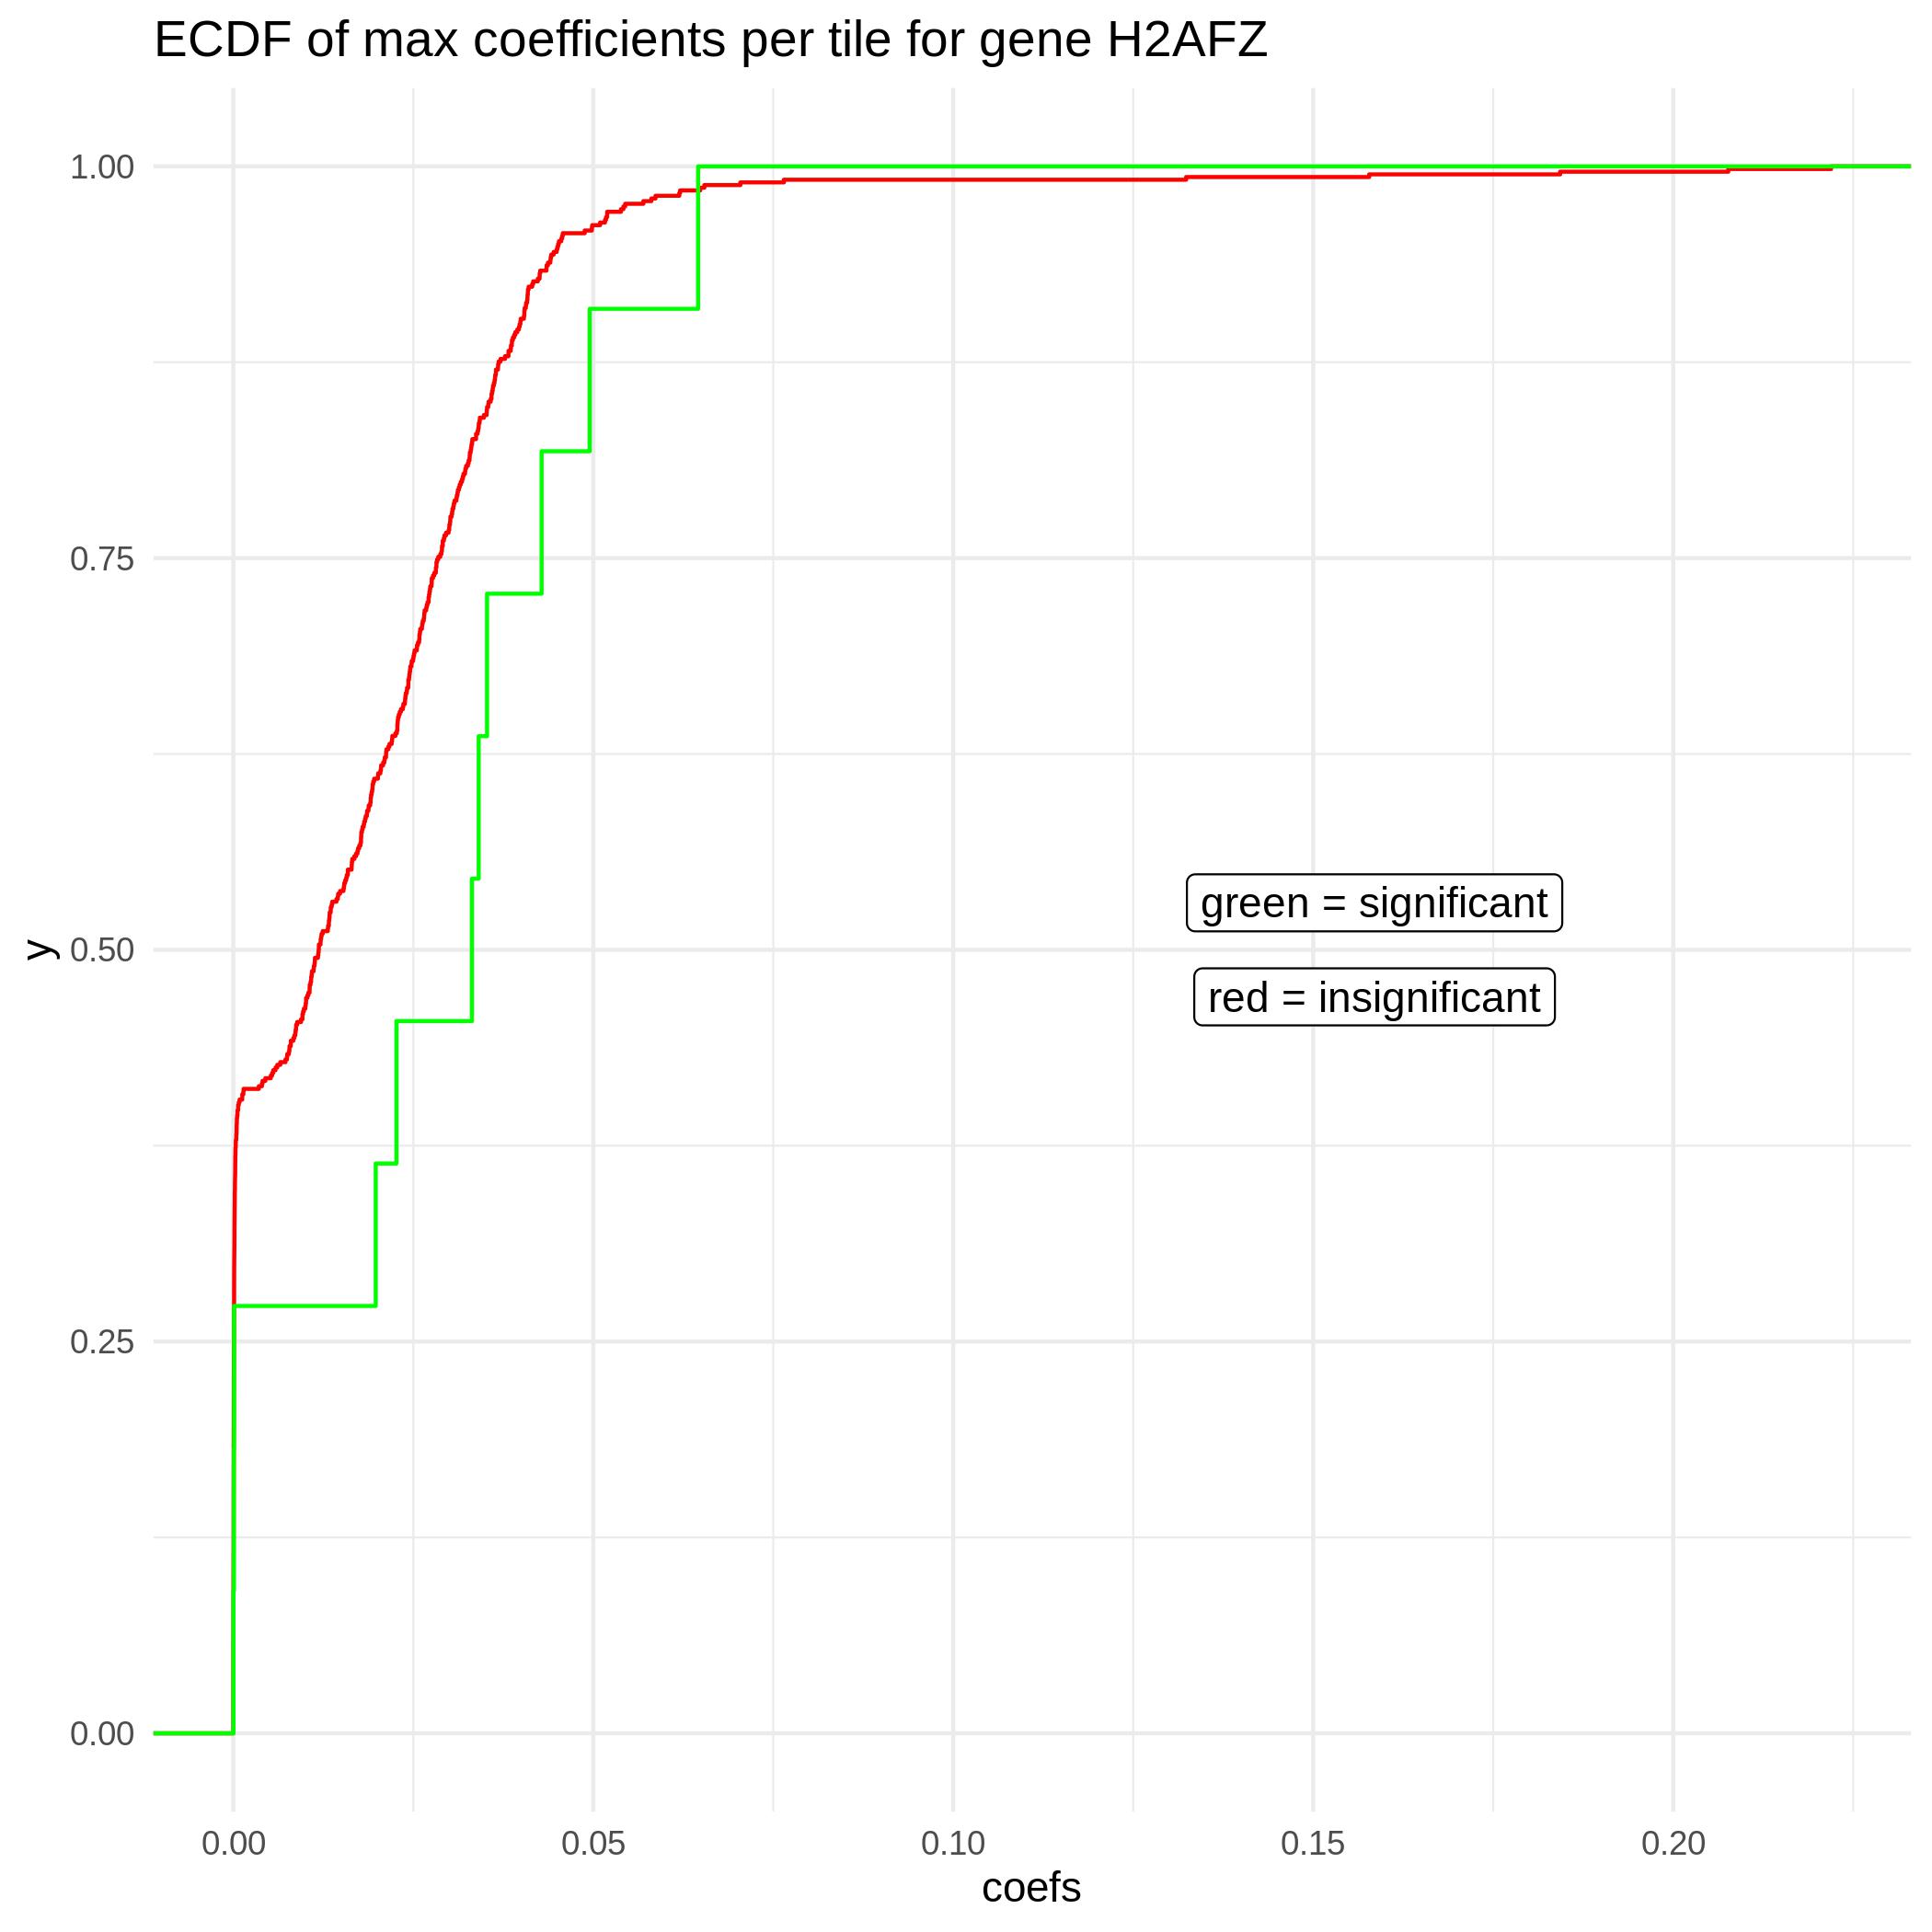 ECDF of max coefficients per tile for gene H2AFZ
1.00
0.75
0.50
0.25
0.00
y
green = significant
red = insignificant
0.00 0.05 0.10 0.15 0.20
coefs